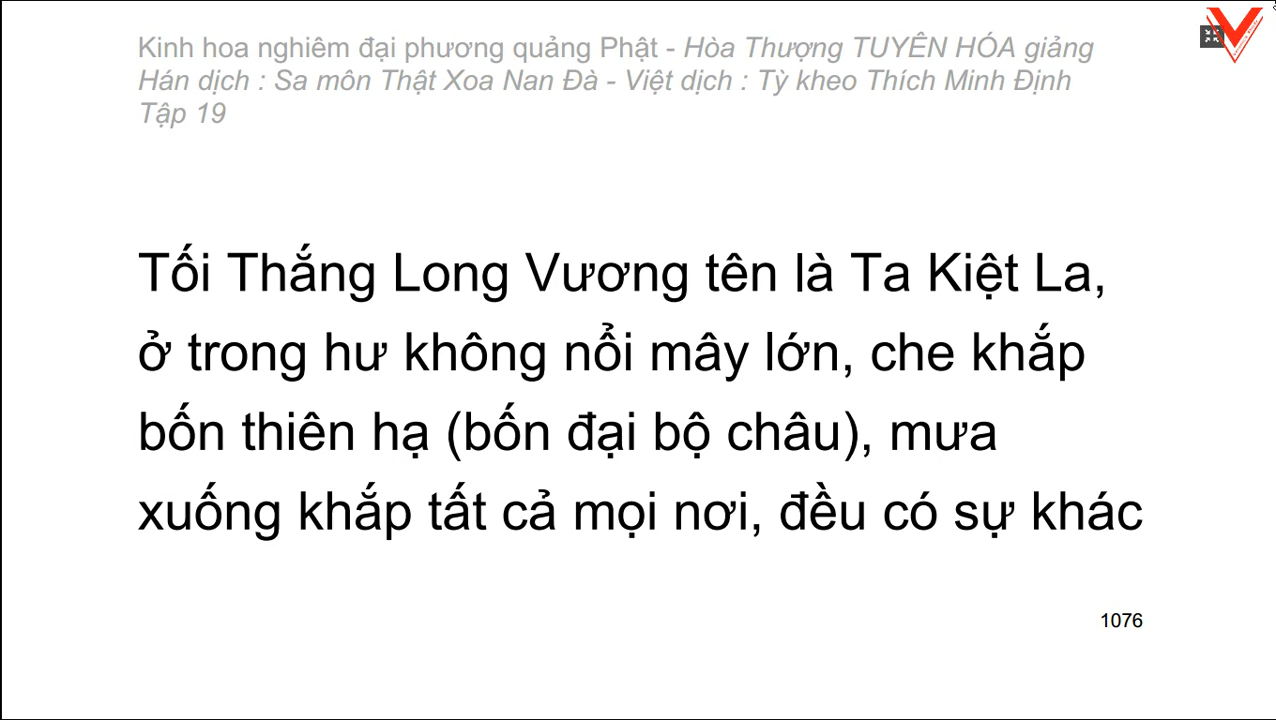 Kinh hoa nghiêm đại phương quảng Phật - Hòa Thượng TUYÊN HÓA giảng
Hán dịch : Sa môn Thật Xoa Nan Đà - Việt dịch : Tỳ kheo Thích Minh Định
Tập 19
Tối Thắng Long Vương tên là Ta Kiệt La,
ở trong hư không nổi mây lớn, che khắp
bốn thiên hạ (bốn đại bộ châu), mưa
xuống khắp tất cả mọi nơi, đều có sự khác
1076